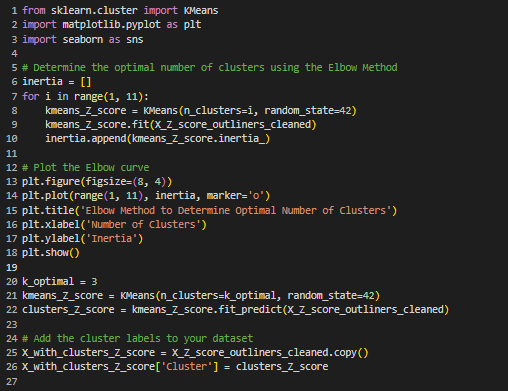 1 from sklearn.cluster import KMeans
2 import matplotlib.pyplot as plt
3 import seaborn as sns
4
5 # Determine the optimal number of clusters using the Elbow Method
6 inertia = []
7 for i in range(1, 11):
8     kmeans_Z_score = KMeans(n_clusters=i, random_state=42)
9     kmeans_Z_score.fit(X_Z_score_outliners_cleaned)
10     inertia.append(kmeans_Z_score.inertia_)
11
12 # Plot the Elbow curve
13 plt.figure(figsize=(8, 4))
14 plt.plot(range(1, 11), inertia, marker='o')
15 plt.title('Elbow Method to Determine Optimal Number of Clusters')
16 plt.xlabel('Number of Clusters')
17 plt.ylabel('Inertia')
18 plt.show()
19
20 k_optimal = 3
21 kmeans_Z_score = KMeans(n_clusters=k_optimal, random_state=42)
22 clusters_Z_score = kmeans_Z_score.fit_predict(X_Z_score_outliners_cleaned)
23
24 # Add the cluster labels to your dataset
25 X_with_clusters_Z_score = X_Z_score_outliners_cleaned.copy()
26 X_with_clusters_Z_score['Cluster'] = clusters_Z_score
27